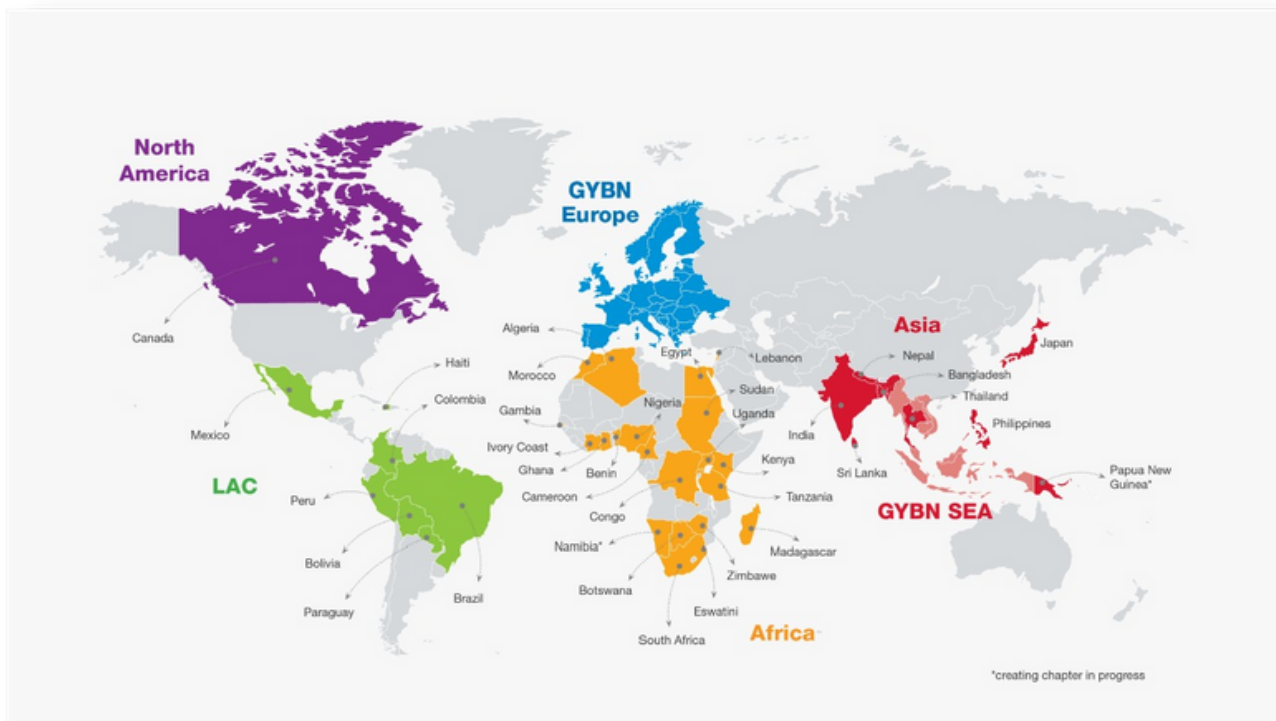 North
America
GYBN
Europe
Asia
Canada
Algeria
Egypt
Lebanon
Nepal
Japan
Haiti
Morocco
Bangladesh
Colombia
Nigeria
Sudan
Thailand
Mexico
Gambia
Uganda
Philippines
Ivory Coast
India
Ghana
Benin
Kenya
Sri Lanka
Papua New
Guinea*
LAC
Peru
Cameroon
Tanzania
GYBN SEA
Congo
Namibia*
Madagascar
Bolivia
Zimbawe
Botswana
Brazil
Paraguay
Eswatini
South Africa
Africa
*creating chapter in progress